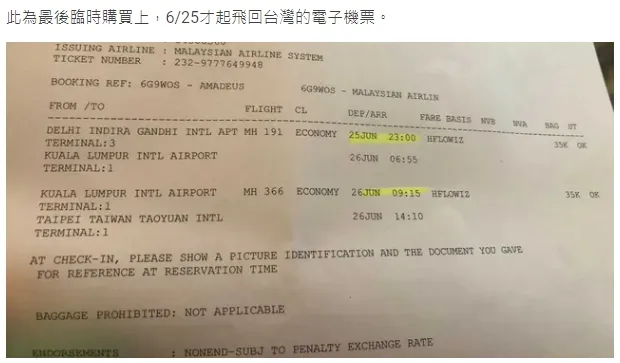 此為最後臨時購買上，6/25才起飛回台灣的電子機票。
ISSUING AIRLINE : MALAYSIAN AIRLINE SYSTEM
TICKET NUMBER : 232-9777649948
BOOKING REF: 6G9WOS - AMADEUS 6G9WOS - MALAYSIAN AIRLIN
FROM /TO FLIGHT CL DEP/ARR FARE BASIS NVB NVA BAG ST
DELHI INDIRA GANDHI INTL APT MH 191 ECONOMY 25JUN 23:00 HFLOWIZ 35K OK
TERMINAL:3
KUALA LUMPUR INTL AIRPORT 26JUN 06:55
TERMINAL:1
KUALA LUMPUR INTL AIRPORT MH 366 ECONOMY 26JUN 09:15 HFLOWIZ 35K OK
TERMINAL:1
TAIPEI TAIWAN TAOYUAN INTL 26JUN 14:10
TERMINAL:1
AT CHECK-IN, PLEASE SHOW A PICTURE IDENTIFICATION AND THE DOCUMENT YOU GAVE
FOR REFERENCE AT RESERVATION TIME
BAGGAGE PROHIBITED: NOT APPLICABLE
ENDORSEMENTS : NONEND-SUBJ TO PENALTY EXCHANGE RATE